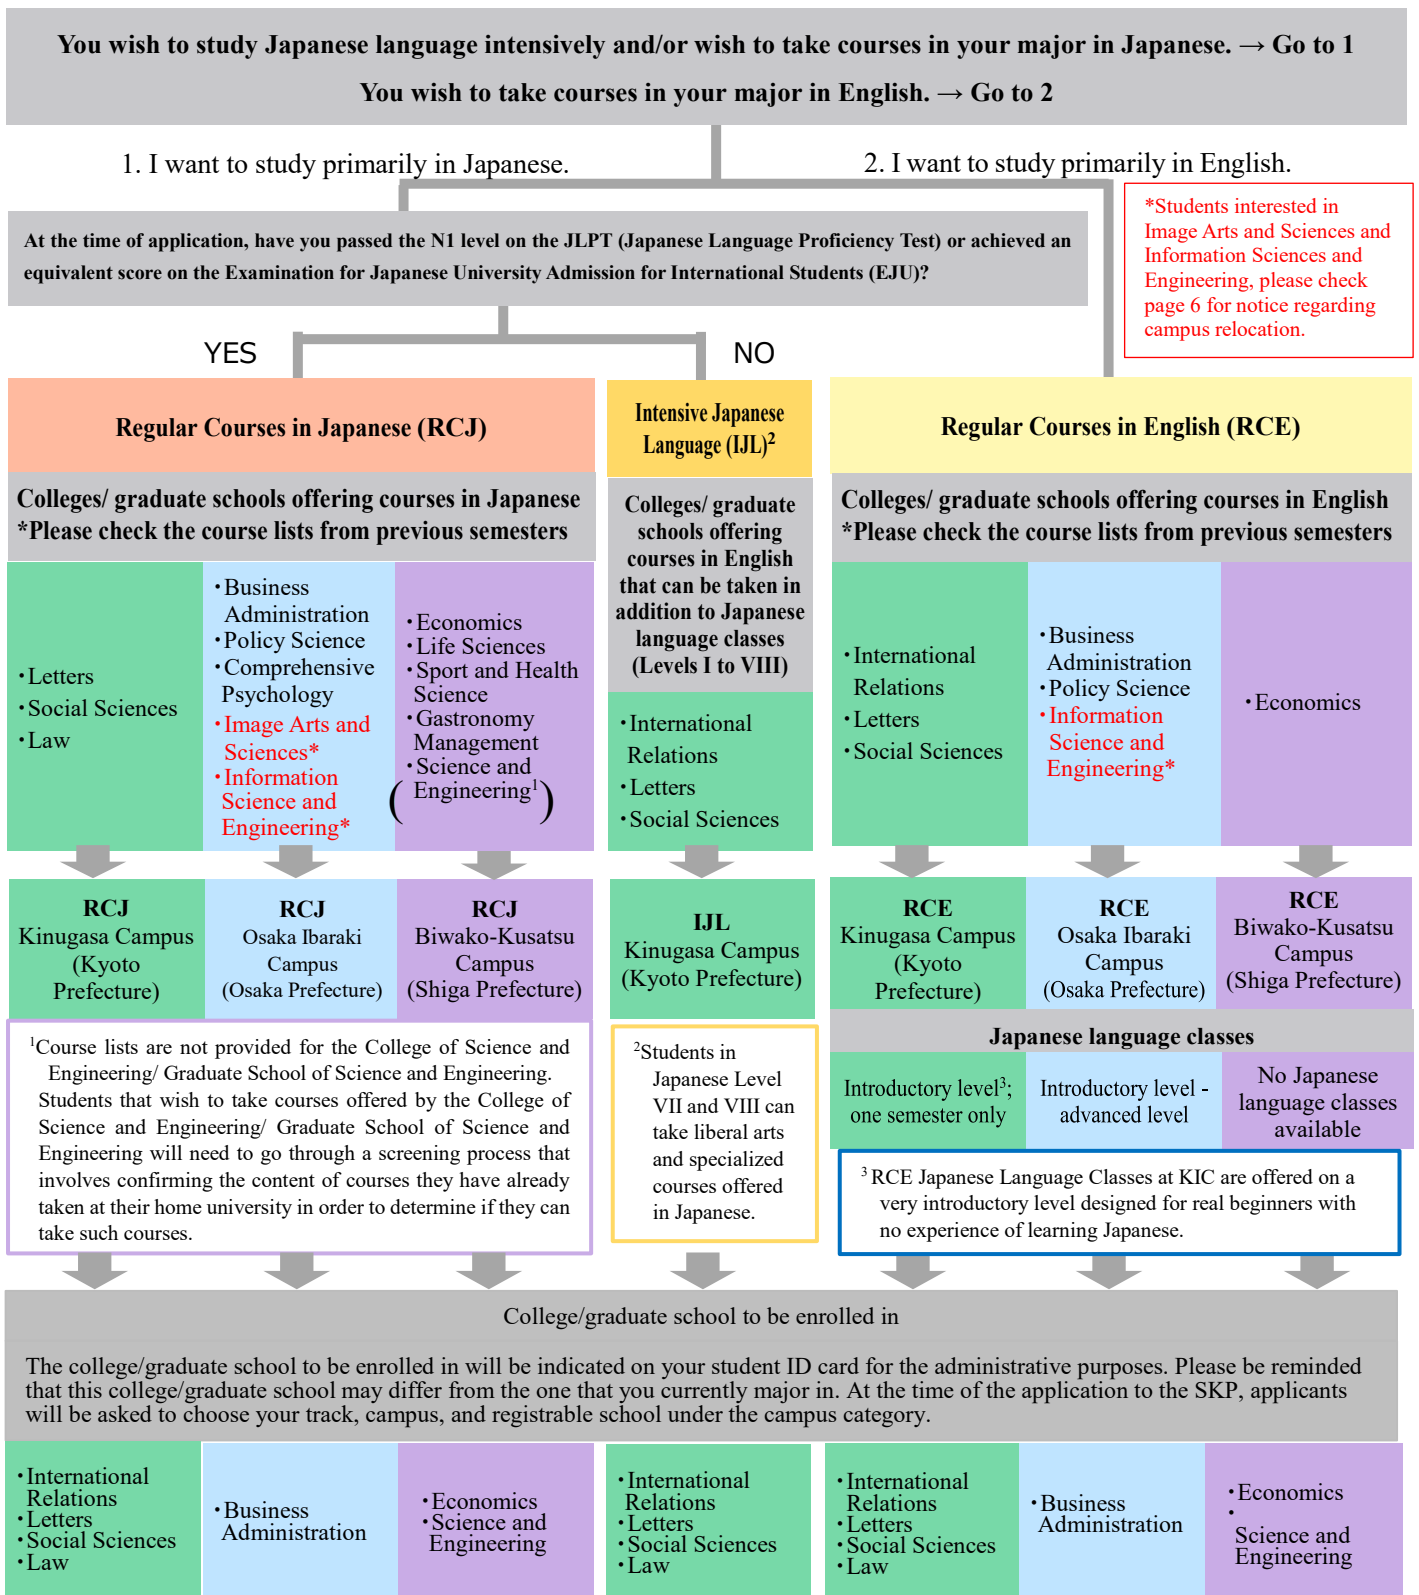 You wish to study Japanese language intensively and/or wish to take courses in your major in Japanese. → Go to 1
You wish to take courses in your major in English. → Go to 2
1. I want to study primarily in Japanese.
2. I want to study primarily in English.
*Students interested in
Image Arts and Sciences and
Information Sciences and
Engineering, please check
page 6 for notice regarding
campus relocation.
At the time of application, have you passed the N1 level on the JLPT (Japanese Language Proficiency Test) or achieved an
equivalent score on the Examination for Japanese University Admission for International Students (EJU)?
YES
NO
Regular Courses in Japanese (RCJ)
Colleges/ graduate schools offering courses in Japanese
*Please check the course lists from previous semesters
・Letters
・Social Sciences
・Law
・Business
Administration
・Policy Science
・Comprehensive
Psychology
・Image Arts and
Sciences*
・Information
Science and
Engineering*
・Economics
・Life Sciences
・Sport and Health
Science
・Gastronomy
Management
・Science and
( Engineering¹ )
Intensive Japanese
Language (IJL)²
Colleges/ graduate
schools offering
courses in English
that can be taken in
addition to Japanese
language classes
(Levels I to VIII)
・International
Relations
・Letters
・Social Sciences
Regular Courses in English (RCE)
Colleges/ graduate schools offering courses in English
*Please check the course lists from previous semesters
・International
Relations
・Letters
・Social Sciences
・Business
Administration
・Policy Science
・Information
Science and
Engineering*
・Economics
RCJ
Kinugasa Campus
(Kyoto
Prefecture)
RCJ
Osaka Ibaraki
Campus
(Osaka Prefecture)
RCJ
Biwako-Kusatsu
Campus
(Shiga Prefecture)
IJL
Kinugasa Campus
(Kyoto Prefecture)
RCE
Kinugasa Campus
(Kyoto
Prefecture)
RCE
Osaka Ibaraki
Campus
(Osaka Prefecture)
RCE
Biwako-Kusatsu
Campus
(Shiga Prefecture)
¹Course lists are not provided for the College of Science and
Engineering/ Graduate School of Science and Engineering.
Students that wish to take courses offered by the College of
Science and Engineering/ Graduate School of Science and
Engineering will need to go through a screening process that
involves confirming the content of courses they have already
taken at their home university in order to determine if they can
take such courses.
²Students in
Japanese Level
VII and VIII can
take liberal arts
and specialized
courses offered
in Japanese.
Japanese language classes
Introductory level³;
one semester only
Introductory level -
advanced level
No Japanese
language classes
available
³ RCE Japanese Language Classes at KIC are offered on a
very introductory level designed for real beginners with
no experience of learning Japanese.
College/graduate school to be enrolled in
The college/graduate school to be enrolled in will be indicated on your student ID card for the administrative purposes. Please be reminded
that this college/graduate school may differ from the one that you currently major in. At the time of the application to the SKP, applicants
will be asked to choose your track, campus, and registrable school under the campus category.
・International
Relations
・Letters
・Social Sciences
・Law
・Business
Administration
・Economics
・Science and
Engineering
・International
Relations
・Letters
・Social Sciences
・Law
・International
Relations
・Letters
・Social Sciences
・Law
・Business
Administration
・Economics
・
Science and
Engineering